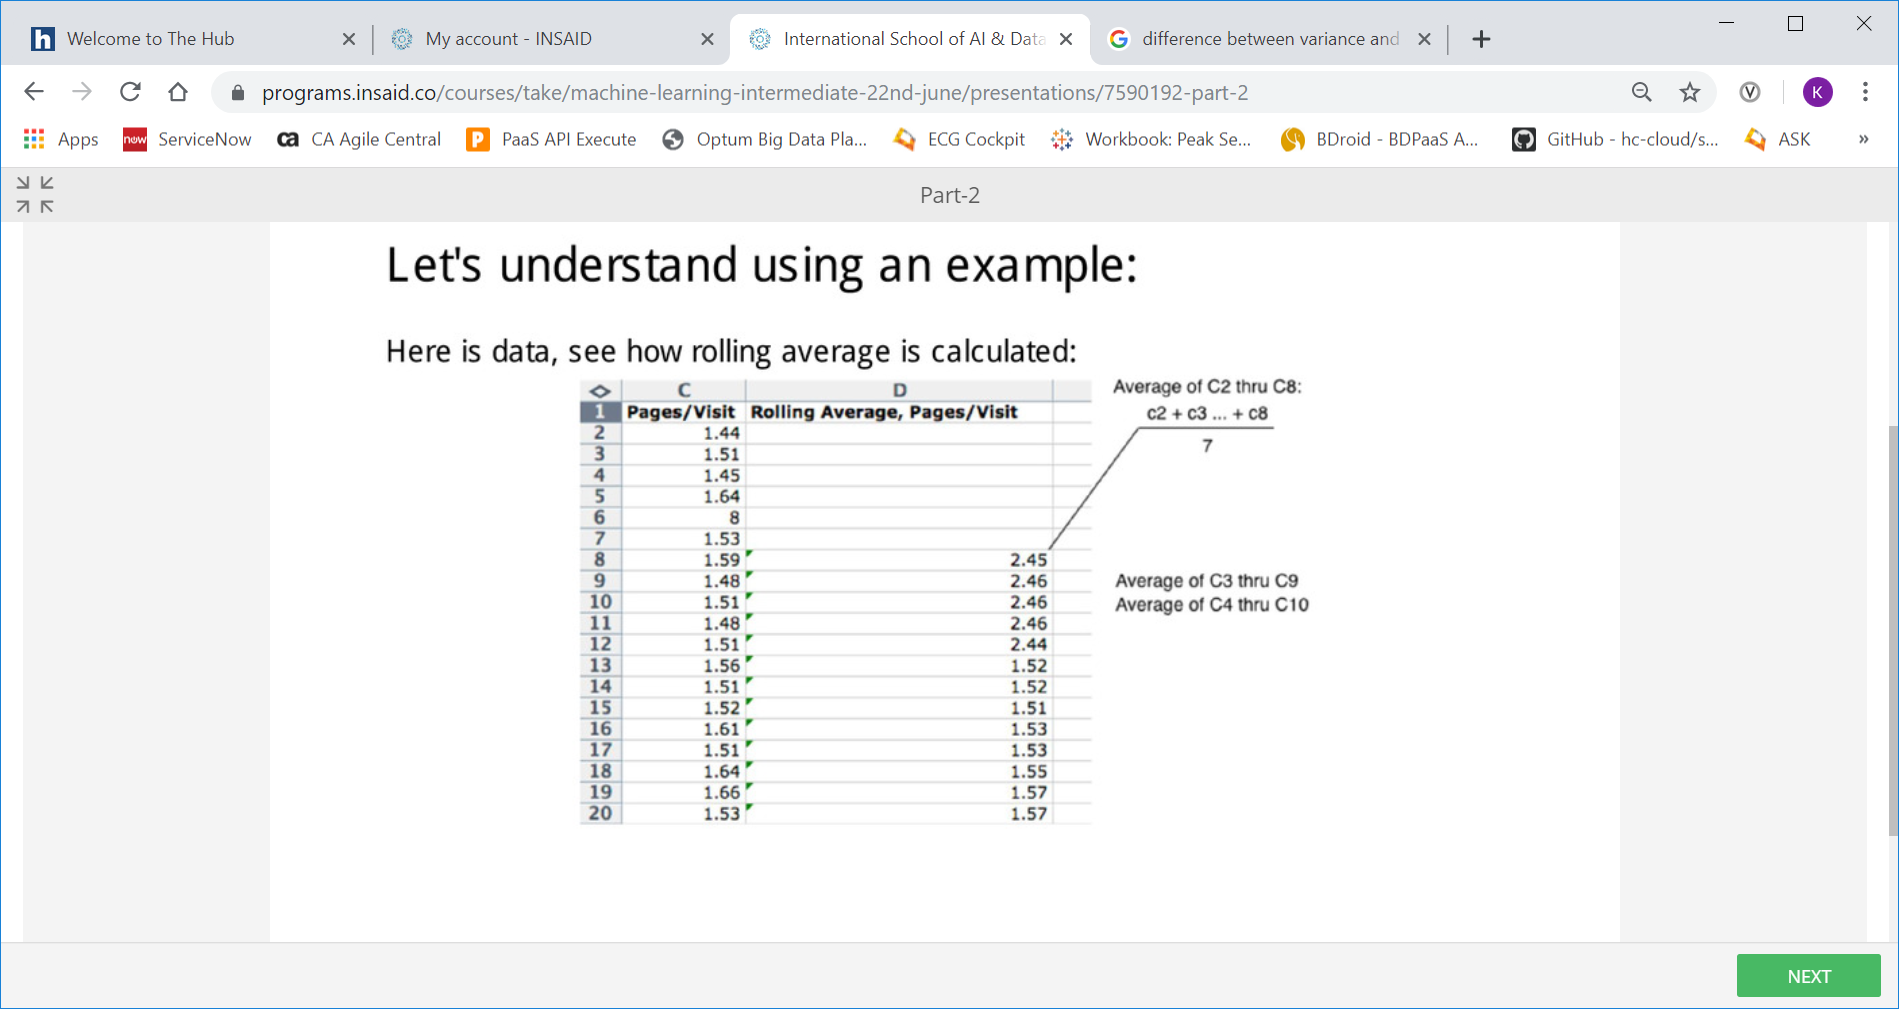 Welcome to The Hub
My account - INSAID
International School of AI & Data
difference between variance and
programs.insaid.co/courses/take/machine-learning-intermediate-22nd-june/presentations/7590192-part-2
K
Apps
now ServiceNow
ca CA Agile Central
P PaaS API Execute
Optum Big Data Pla...
ECG Cockpit
Workbook: Peak Se...
BDroid - BDPaaS A...
GitHub - hc-cloud/s...
ASK
»
Part-2
Let's understand using an example:
Here is data, see how rolling average is calculated:
C D
1 Pages/Visit Rolling Average, Pages/Visit
2 1.44
3 1.51
4 1.45
5 1.64
6 8
7 1.53
8 1.59 2.45
9 1.48 2.46
10 1.51 2.46
11 1.48 2.46
12 1.51 2.44
13 1.56 1.52
14 1.51 1.52
15 1.52 1.51
16 1.61 1.53
17 1.51 1.53
18 1.64 1.55
19 1.66 1.57
20 1.53 1.57
Average of C2 thru C8:
c2 + c3 ... + c8
7
Average of C3 thru C9
Average of C4 thru C10
NEXT